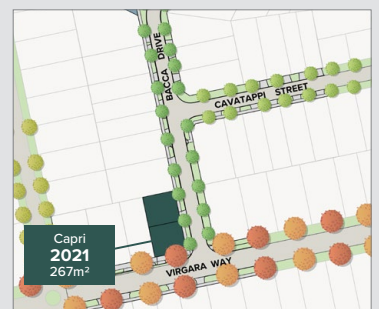 BACCA DRIVE
CAVATAPPI STREET
Capri
2021
267m²
VIRGARA WAY